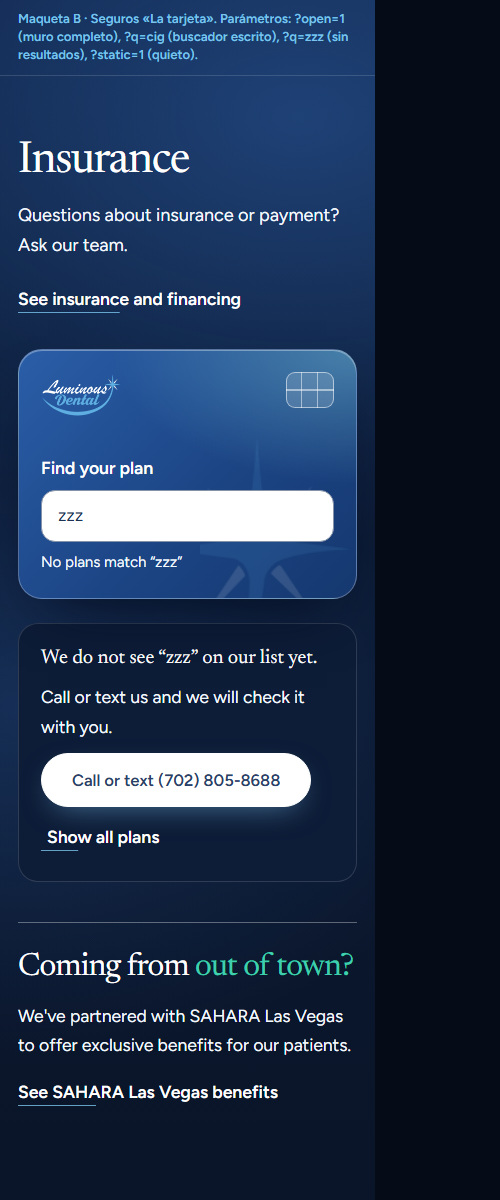 Maqueta B · Seguros «La tarjeta». Parámetros: ?open=1
(muro completo), ?q=cig (buscador escrito), ?q=zzz (sin
resultados), ?static=1 (quieto).
Insurance
Questions about insurance or payment?
Ask our team.
See insurance and financing
Luminous
Dental
Find your plan
zzz
No plans match “zzz”
We do not see “zzz” on our list yet.
Call or text us and we will check it
with you.
Call or text (702) 805-8688
Show all plans
Coming from out of town?
We've partnered with SAHARA Las Vegas
to offer exclusive benefits for our patients.
See SAHARA Las Vegas benefits